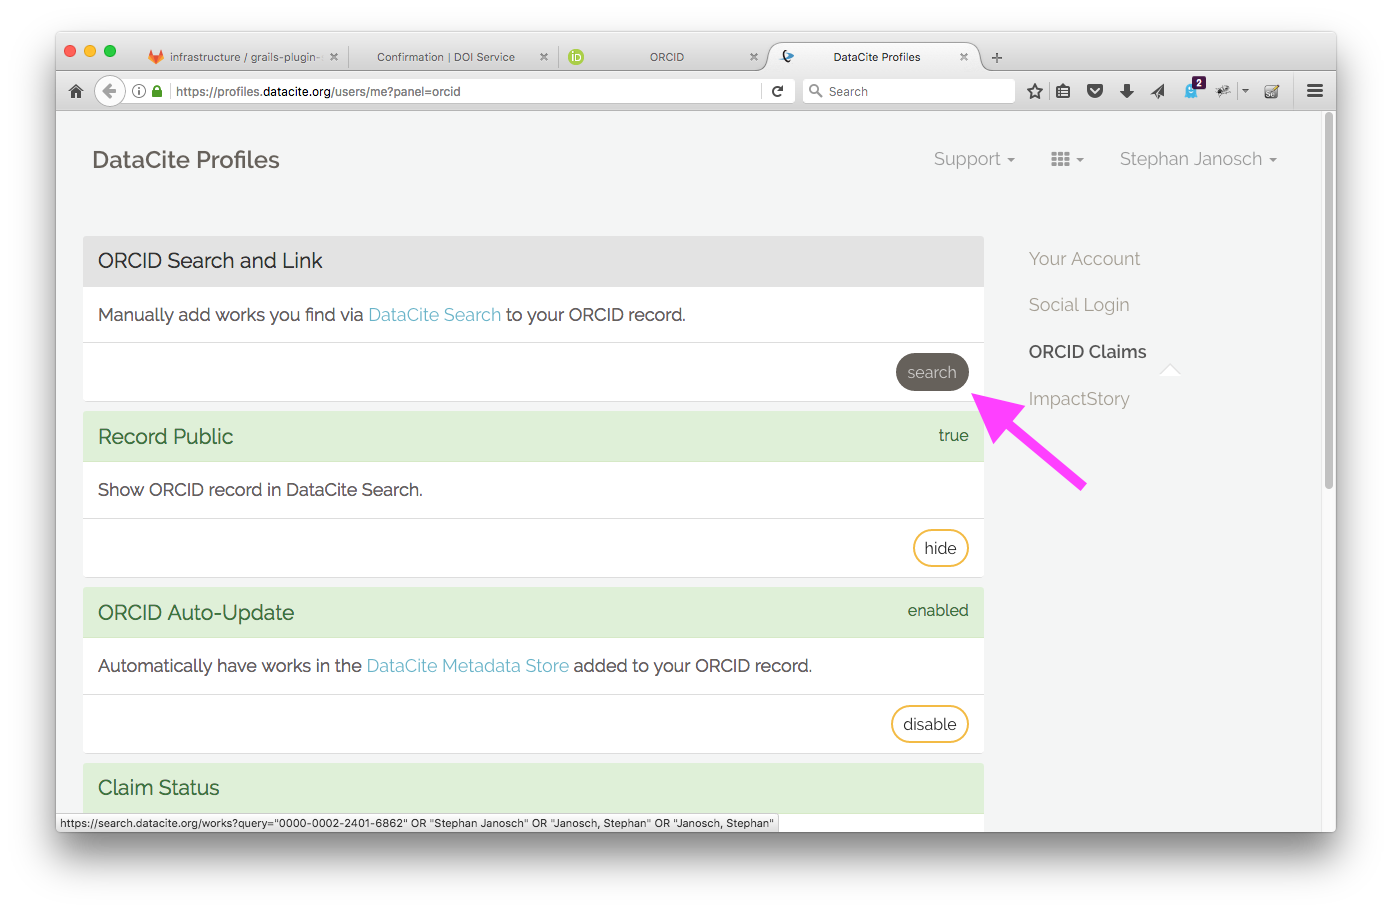 infrastructure / grails-plugin-
Confirmation | DOI Service
iD
ORCID
DataCite Profiles
https://profiles.datacite.org/users/me?panel=orcid
Search
2
DataCite Profiles
Support
Stephan Janosch
ORCID Search and Link
Manually add works you find via DataCite Search to your ORCID record.
search
Record Public
true
Show ORCID record in DataCite Search.
hide
ORCID Auto-Update
enabled
Automatically have works in the DataCite Metadata Store added to your ORCID record.
disable
Claim Status
Your Account
Social Login
ORCID Claims
ImpactStory
https://search.datacite.org/works?query="0000-0002-2401-6862" OR "Stephan Janosch" OR "Janosch, Stephan" OR "Janosch, Stephan"